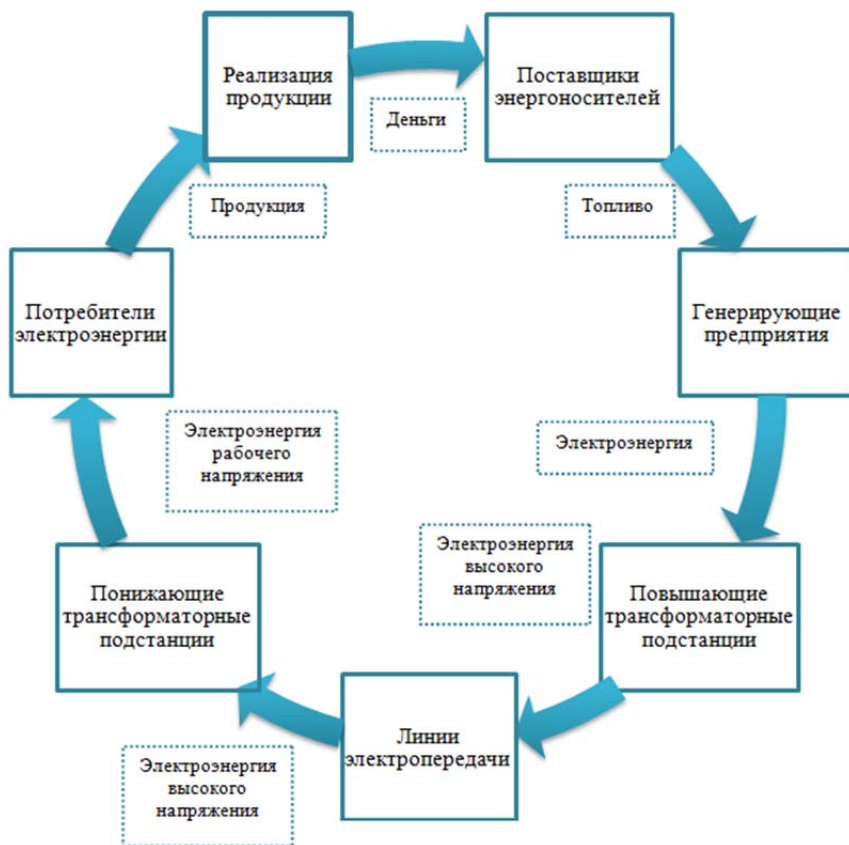 Реализация
продукции
Деньги
Поставщики
энергоносителей
Топливо
Генерирующие
предприятия
Электроэнергия
Повышающие
трансформаторные
подстанции
Электроэнергия
высокого
напряжения
Линии
электропередачи
Электроэнергия
высокого
напряжения
Понижающие
трансформаторные
подстанции
Электроэнергия
рабочего
напряжения
Потребители
электроэнергии
Продукция